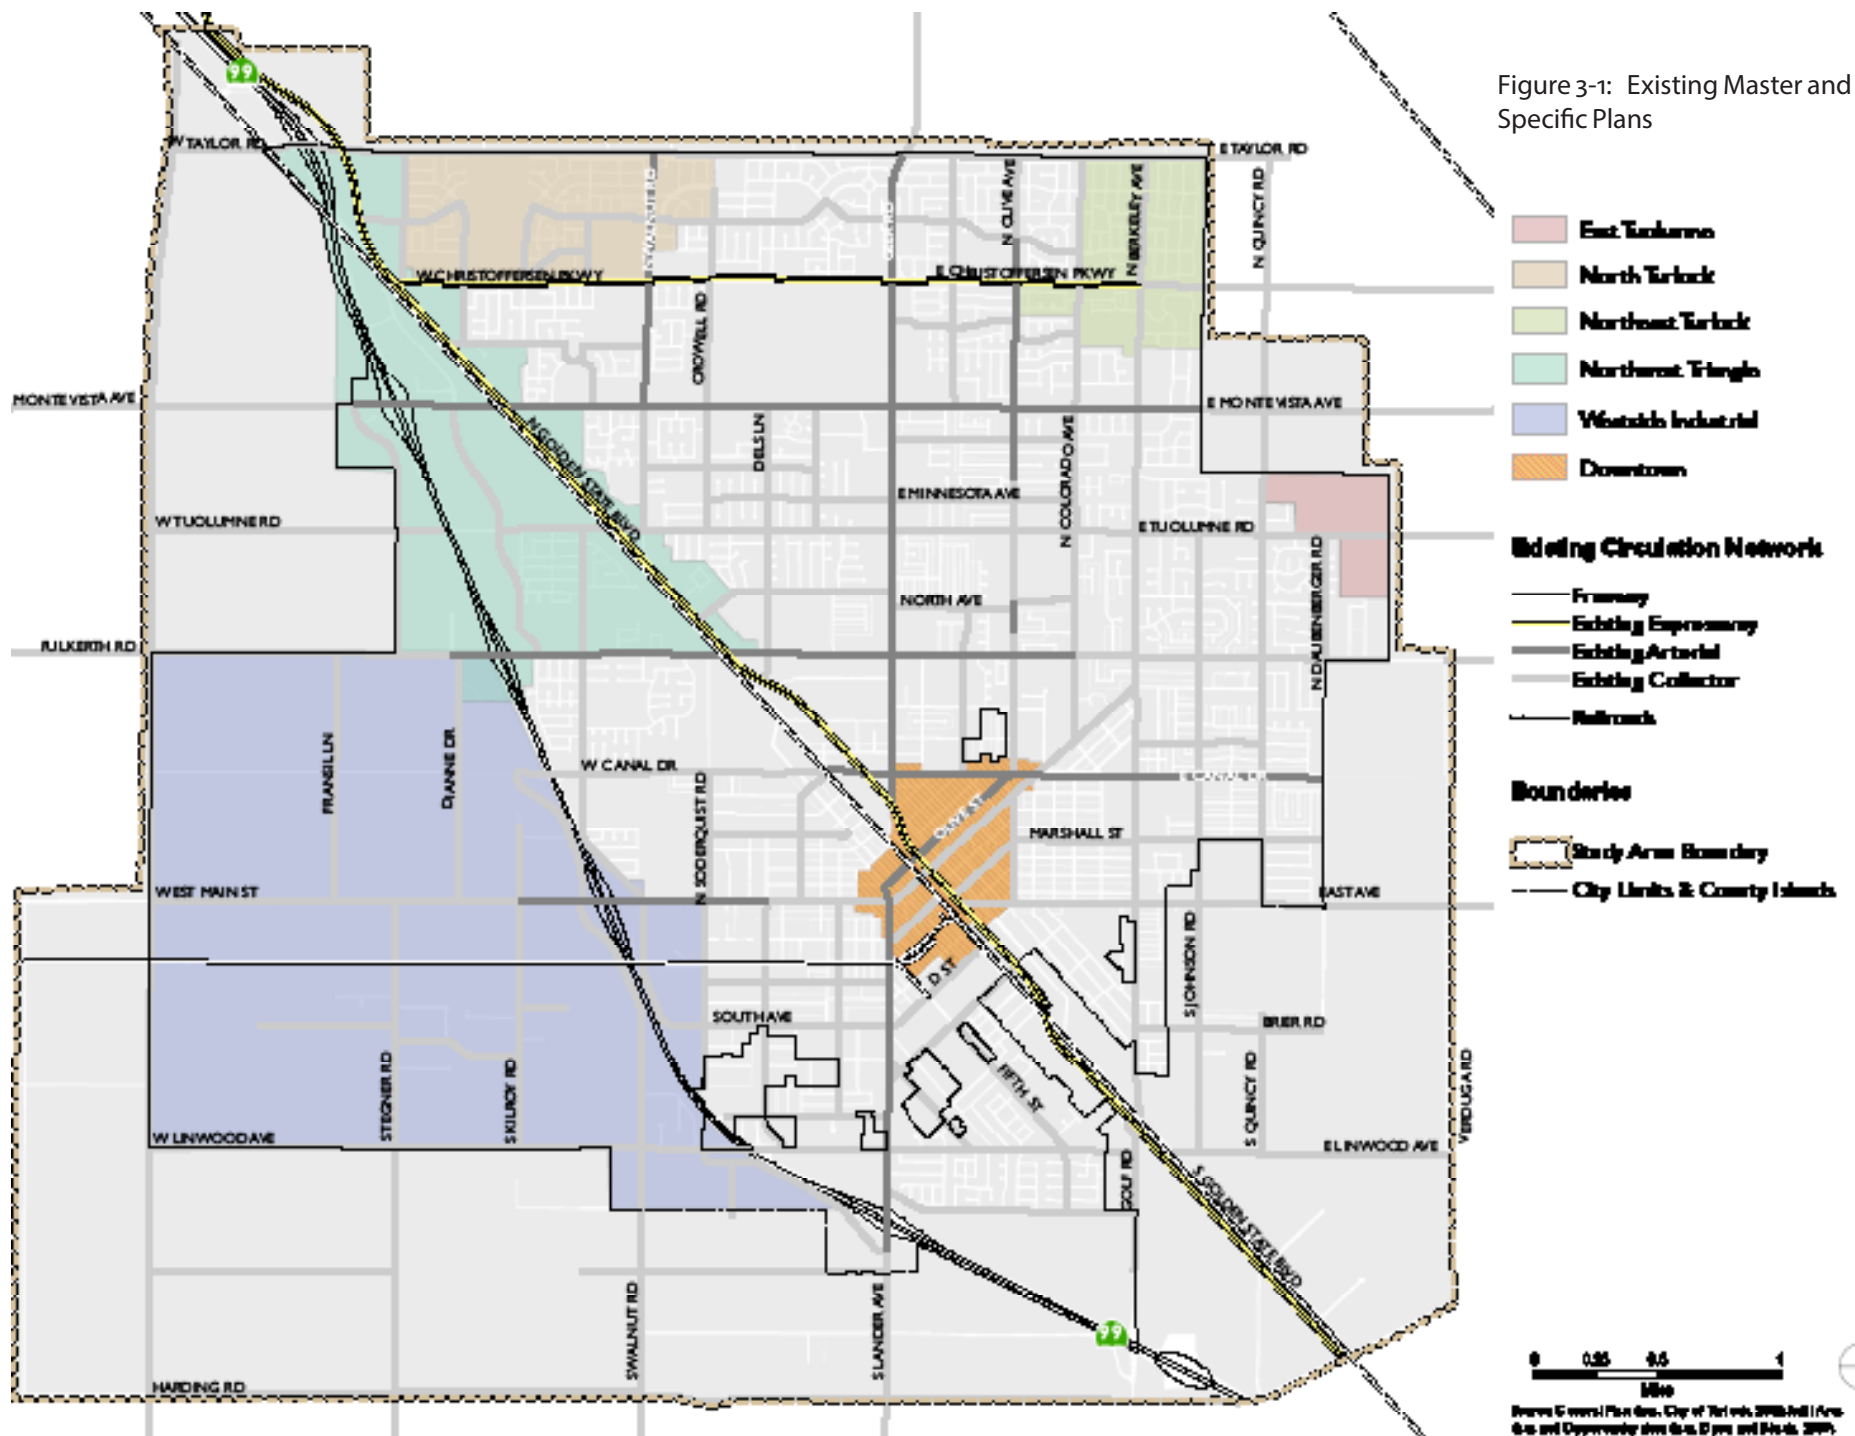 Figure 3-1: Existing Master and
Specific Plans
99
W TAYLOR RD
E TAYLOR RD
N WALNUT RD
N OLIVE AVE
N BERKELEY AVE
N QUINCY RD
W CHRISTOFFERSEN PKWY
E CHRISTOFFERSEN PKWY
CROWELL RD
MONTE VISTA AVE
E MONTE VISTA AVE
N GOLDEN STATE BLVD
DELS LN
N COLORADO AVE
E MINNESOTA AVE
W TUOLUMNE RD
E TUOLUMNE RD
N DAUBENBERGER RD
NORTH AVE
FULKERTH RD
FRANSIL LN
DIANNE DR
W CANAL DR
E CANAL DR
N SODERQUIST RD
OLIVE ST
MARSHALL ST
WEST MAIN ST
EAST AVE
D ST
S JOHNSON RD
SOUTH AVE
BRIER RD
STEGNER RD
S KILROY RD
FIFTH ST
S QUINCY RD
VERDUGA RD
W LINWOOD AVE
E LINWOOD AVE
GOLF RD
S GOLDEN STATE BLVD
S WALNUT RD
S LANDER AVE
99
HARDING RD
East Tuolumne
North Turlock
Northeast Turlock
Northwest Triangle
Westside Industrial
Downtown
Existing Circulation Network
Freeway
Existing Expressway
Existing Arterial
Existing Collector
Railroads
Boundaries
Study Area Boundary
City Limits & County Islands
0 0.25 0.5 1
Miles